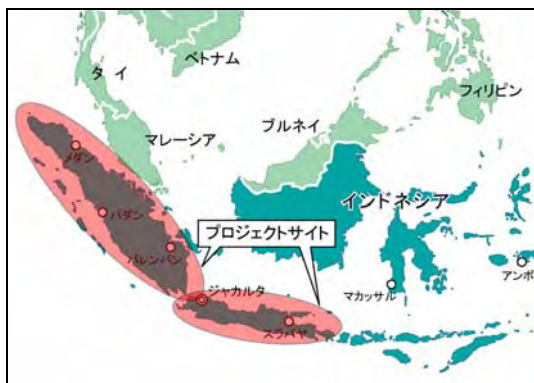 ベトナム
タイ
フィリピン
ブルネイ
マレーシア
メダン
インドネシア
パダン
プロジェクトサイト
パレンバン
アンボ
ジャカルタ
マカッサル
スラバヤ